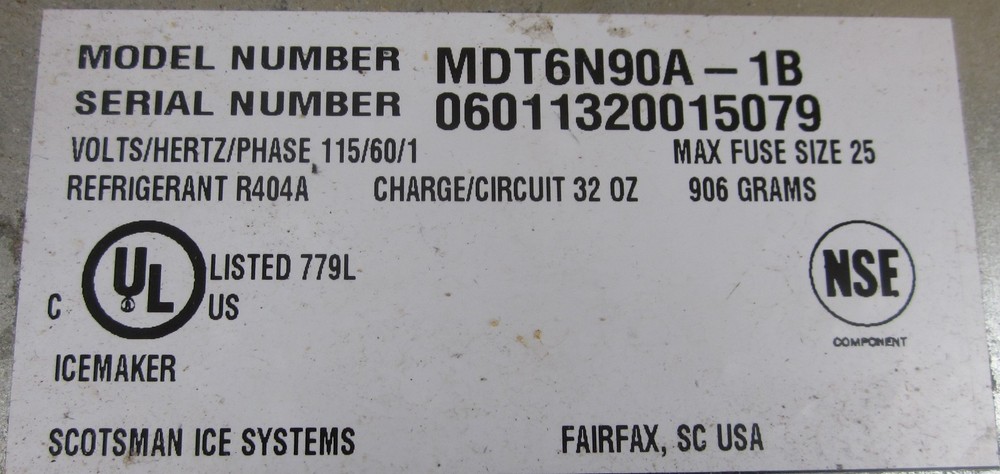 MODEL NUMBER MDT6N90A - 1B
SERIAL NUMBER 06011320015079
VOLTS/HERTZ/PHASE 115/60/1 MAX FUSE SIZE 25
REFRIGERANT R404A CHARGE/CIRCUIT 32 OZ 906 GRAMS
UL LISTED 779L
C US
NSE
COMPONENT
ICEMAKER
SCOTSMAN ICE SYSTEMS FAIRFAX, SC USA